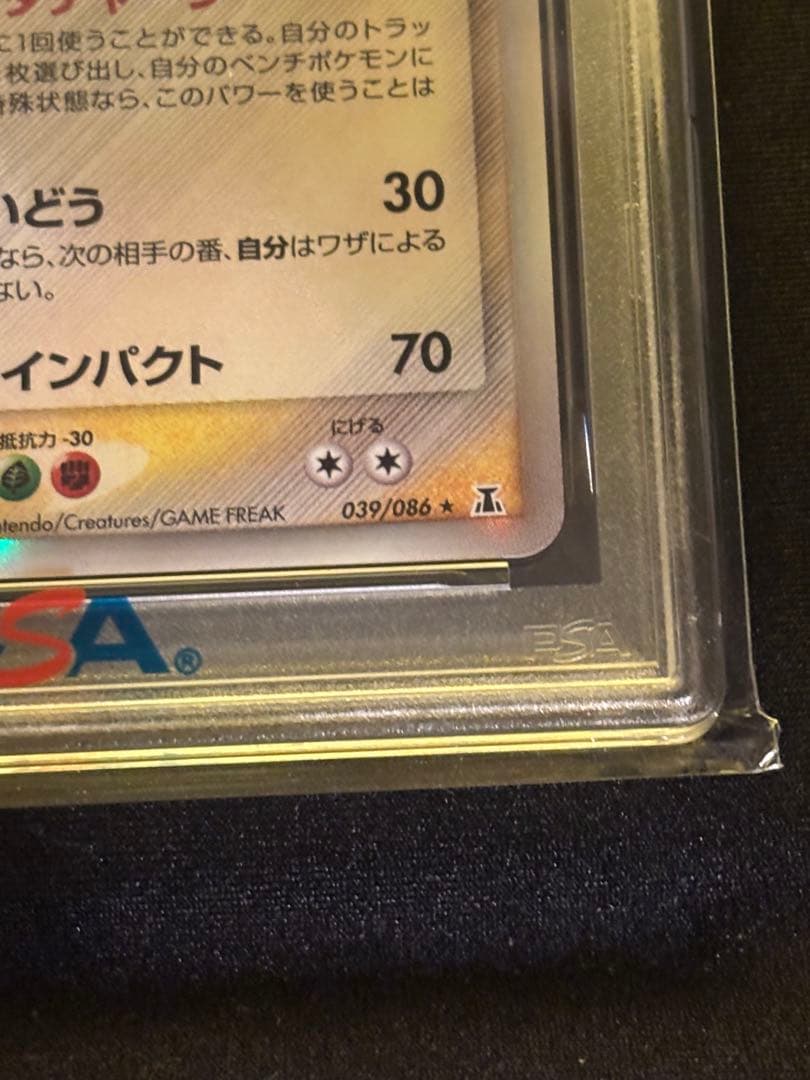 に1回使うことができる。自分のトラッ
枚選び出し、自分のベンチポケモンに
特殊状態なら、このパワーを使うことは
いどう 30
なら、次の相手の番、自分はワザによる
ない。
インパクト 70
抵抗力 -30
にげる
ntendo/Creatures/GAME FREAK
039/086 ★
SA®
PSA